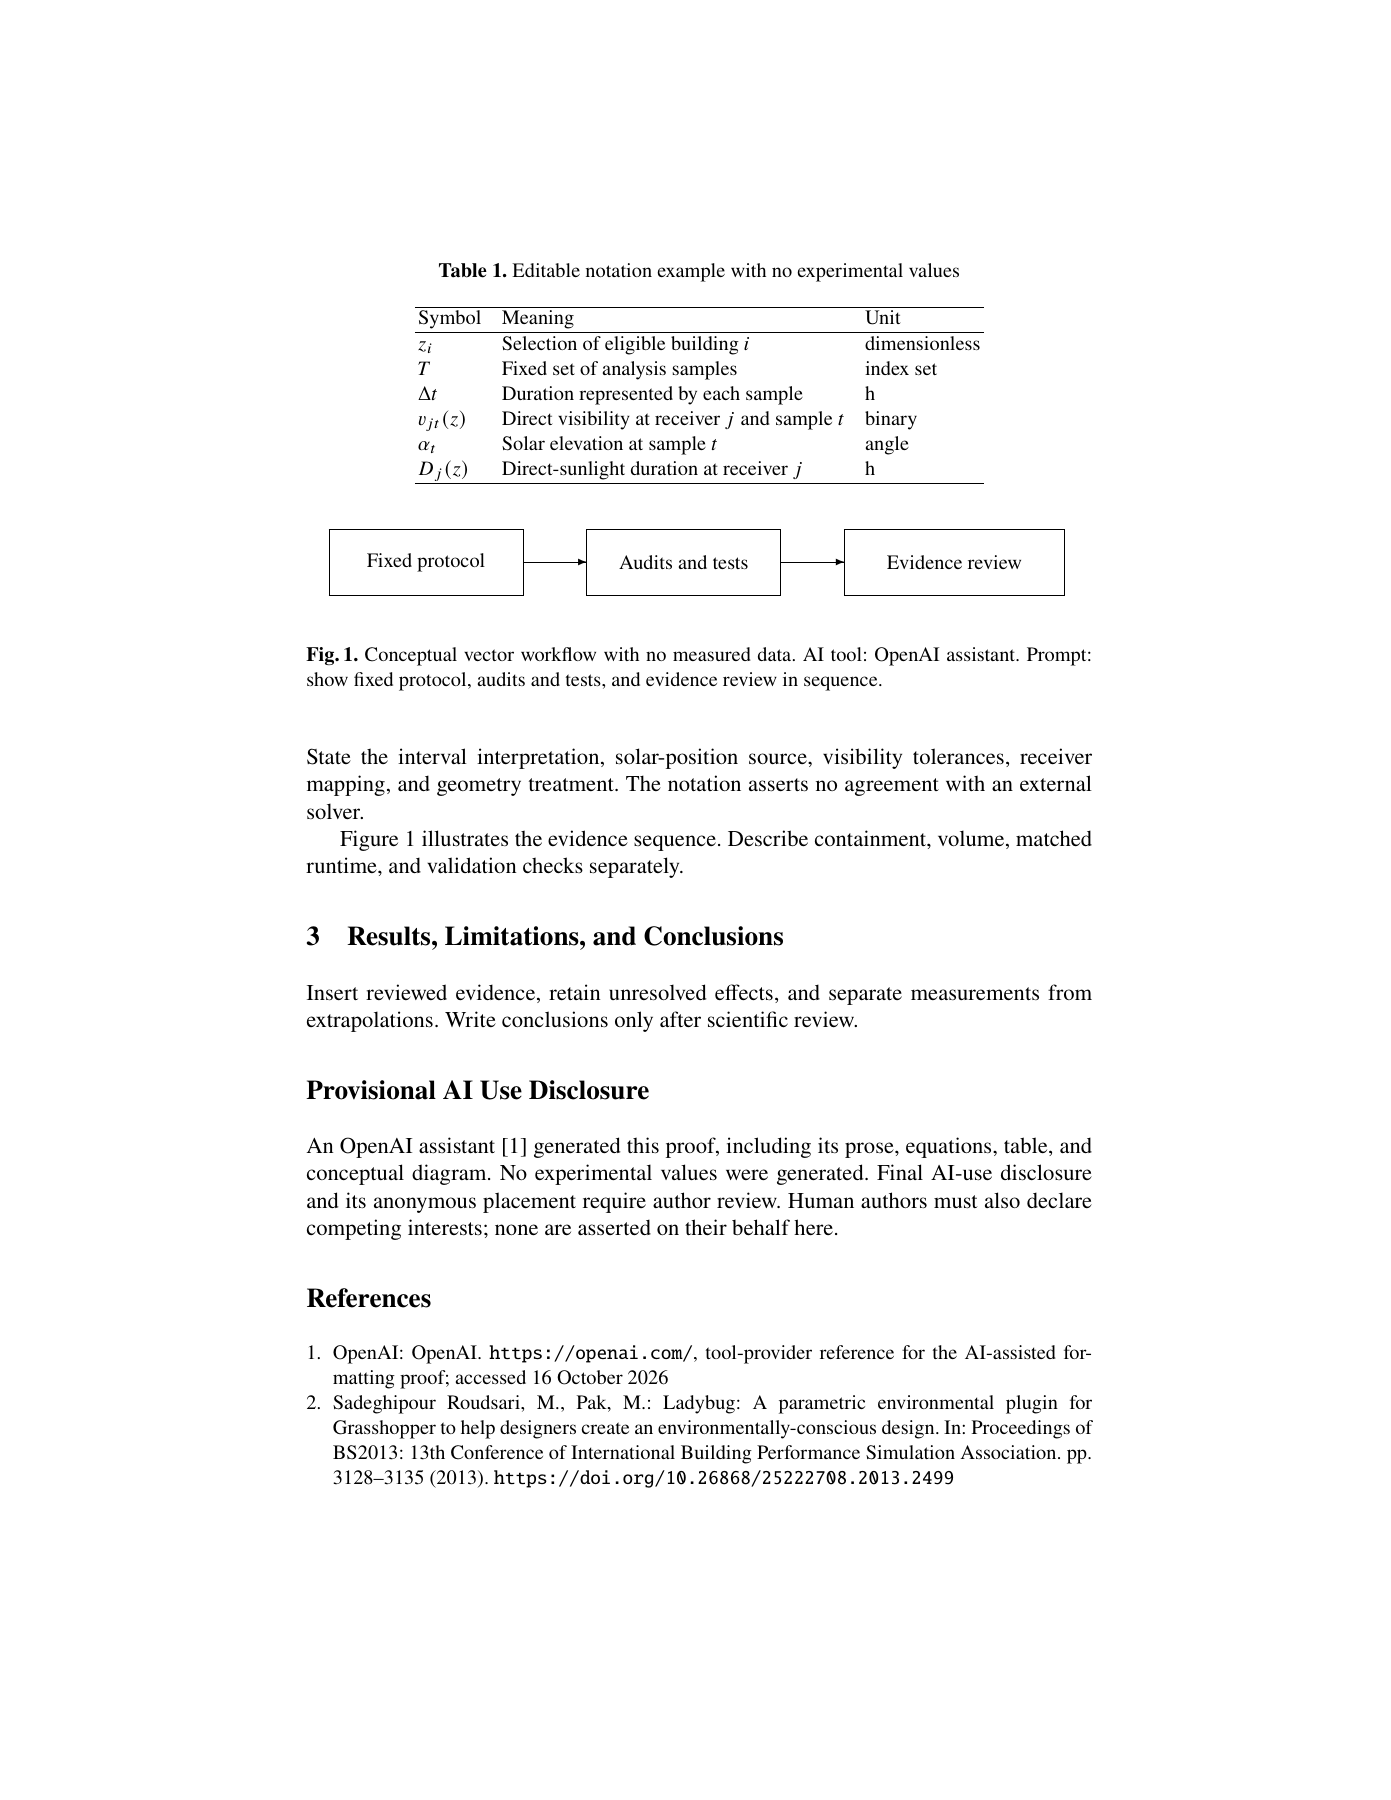 Table 1. Editable notation example with no experimental values
Symbol Meaning Unit
z_i Selection of eligible building i dimensionless
T Fixed set of analysis samples index set
Δt Duration represented by each sample h
v_{jt}(z) Direct visibility at receiver j and sample t binary
α_t Solar elevation at sample t angle
D_j(z) Direct-sunlight duration at receiver j h
Fixed protocol Audits and tests Evidence review
Fig. 1. Conceptual vector workflow with no measured data. AI tool: OpenAI assistant. Prompt:
show fixed protocol, audits and tests, and evidence review in sequence.
State the interval interpretation, solar-position source, visibility tolerances, receiver
mapping, and geometry treatment. The notation asserts no agreement with an external
solver.
Figure 1 illustrates the evidence sequence. Describe containment, volume, matched
runtime, and validation checks separately.
3 Results, Limitations, and Conclusions
Insert reviewed evidence, retain unresolved effects, and separate measurements from
extrapolations. Write conclusions only after scientific review.
Provisional AI Use Disclosure
An OpenAI assistant [1] generated this proof, including its prose, equations, table, and
conceptual diagram. No experimental values were generated. Final AI-use disclosure
and its anonymous placement require author review. Human authors must also declare
competing interests; none are asserted on their behalf here.
References
1. OpenAI: OpenAI. https://openai.com/, tool-provider reference for the AI-assisted for-
matting proof; accessed 16 October 2026
2. Sadeghipour Roudsari, M., Pak, M.: Ladybug: A parametric environmental plugin for
Grasshopper to help designers create an environmentally-conscious design. In: Proceedings of
BS2013: 13th Conference of International Building Performance Simulation Association. pp.
3128–3135 (2013). https://doi.org/10.26868/25222708.2013.2499